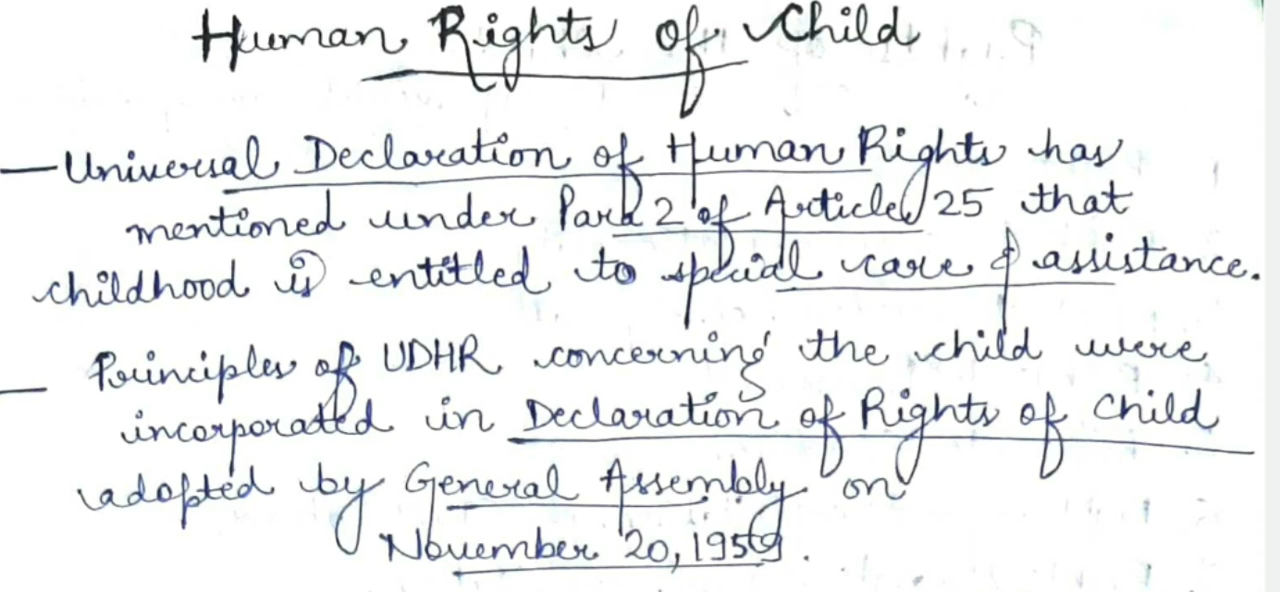 Human Rights of Child
— Universal Declaration of Human Rights has
mentioned under Para 2 of Article 25 that
childhood is entitled to special care & assistance.
— Principles of UDHR concerning the child were
incorporated in Declaration of Rights of Child
adopted by General Assembly on
November 20, 1959.